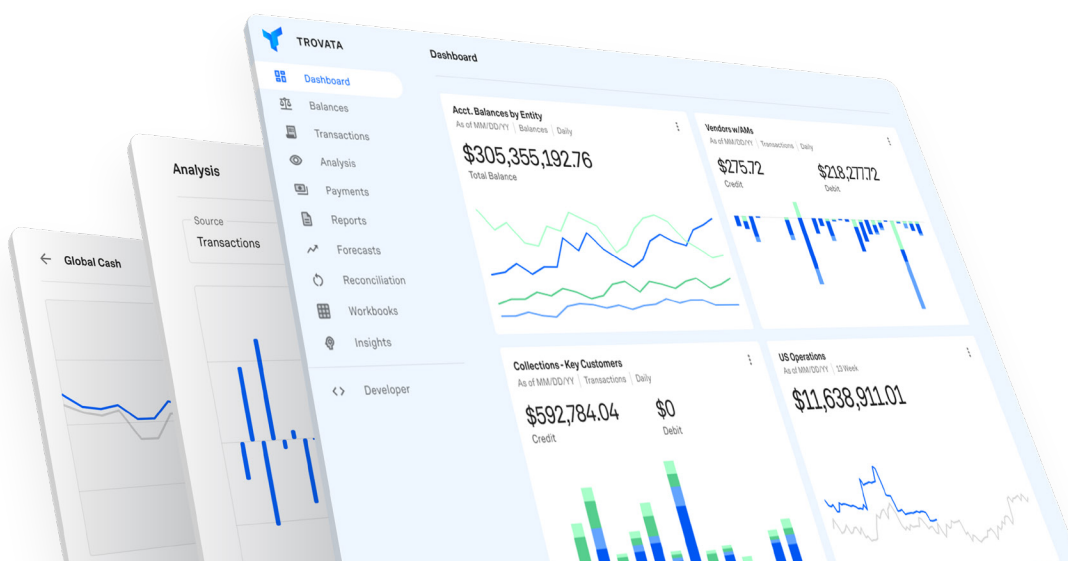 TROVATA
Dashboard
Balances
Transactions
Analysis
Payments
Reports
Forecasts
Reconciliation
Workbooks
Insights
Developer
Dashboard
Acct. Balances by Entity
As of MM/DD/YY | Balances | Daily
$305,355,192.76
Total Balance
Vendors w/AMs
As of MM/DD/YY | Transactions | Daily
$275.72
Credit
$218,277.72
Debit
Collections - Key Customers
As of MM/DD/YY | Transactions | Daily
$592,784.04
Credit
$0
Debit
US Operations
As of MM/DD/YY | 13 Week
$11,638,911.01
Analysis
Source
Transactions
Global Cash